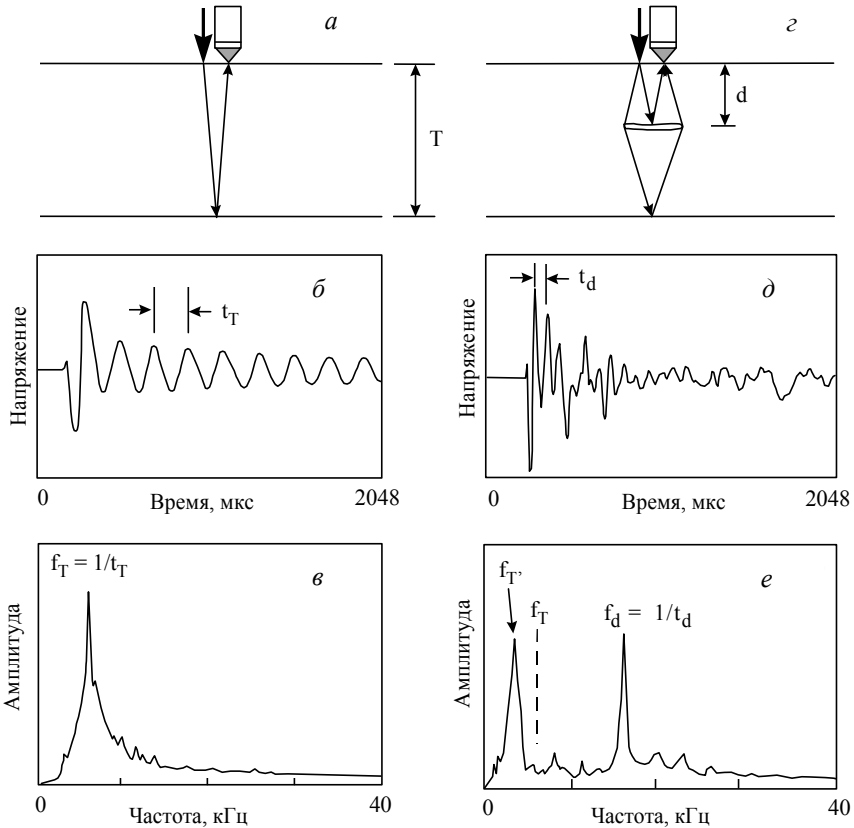 а
T
г
d
б
t_T
Напряжение
0
Время, мкс
2048
д
t_d
Напряжение
0
Время, мкс
2048
f_T = 1/t_T
в
Амплитуда
0
Частота, кГц
40
f_T’
f_T
f_d = 1/t_d
е
Амплитуда
0
Частота, кГц
40